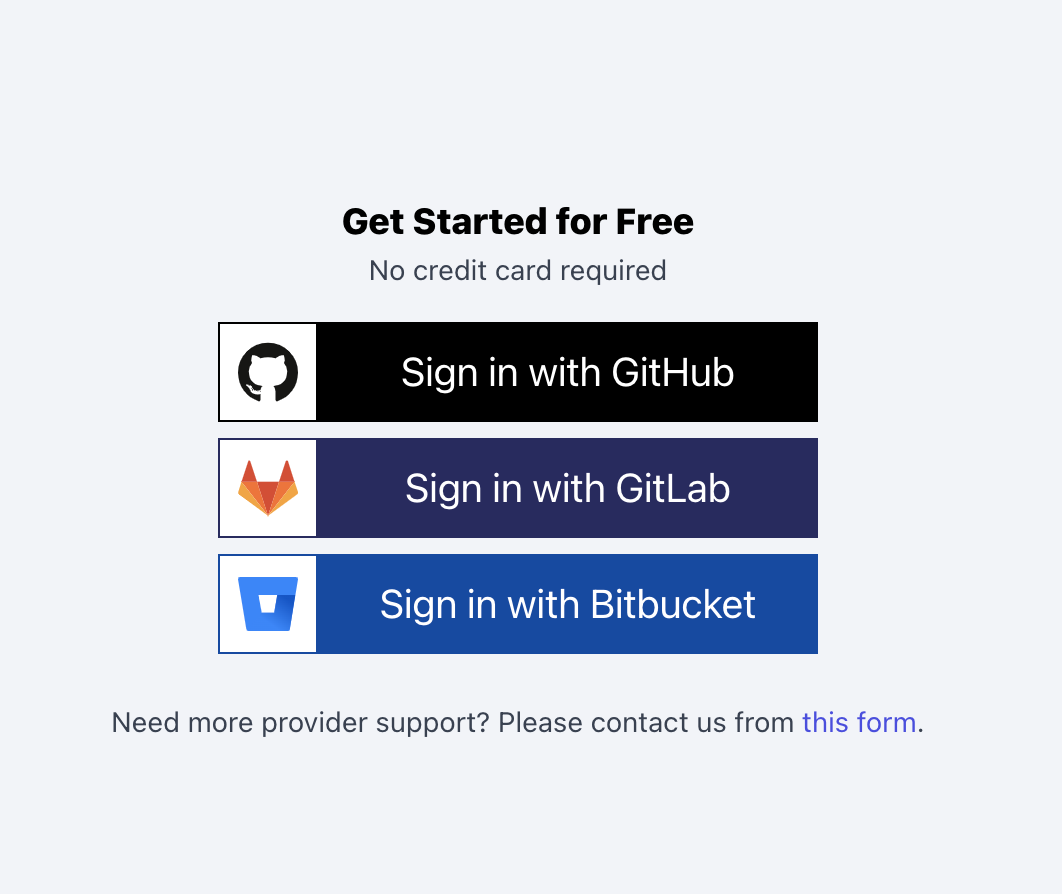 Get Started for Free
No credit card required
Sign in with GitHub
Sign in with GitLab
Sign in with Bitbucket
Need more provider support? Please contact us from this form.